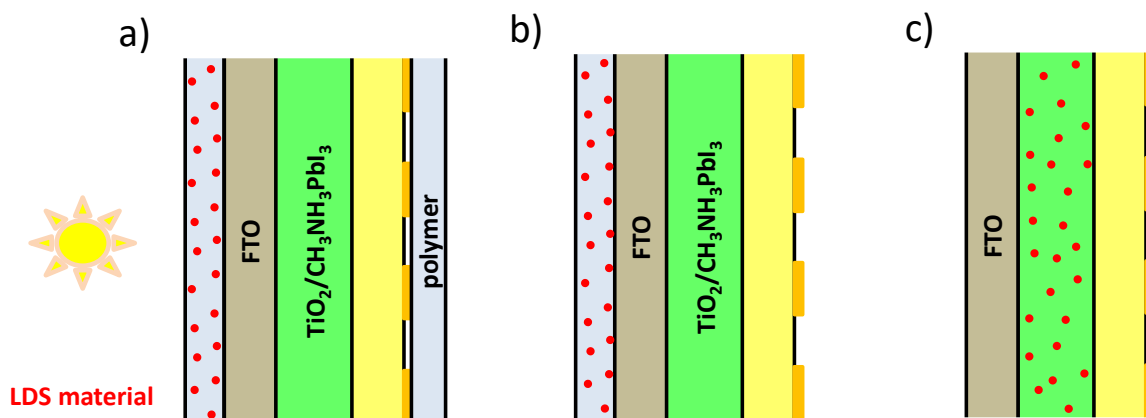 a)
b)
c)
FTO
TiO₂/CH₃NH₃PbI₃
polymer
FTO
TiO₂/CH₃NH₃PbI₃
FTO
LDS material